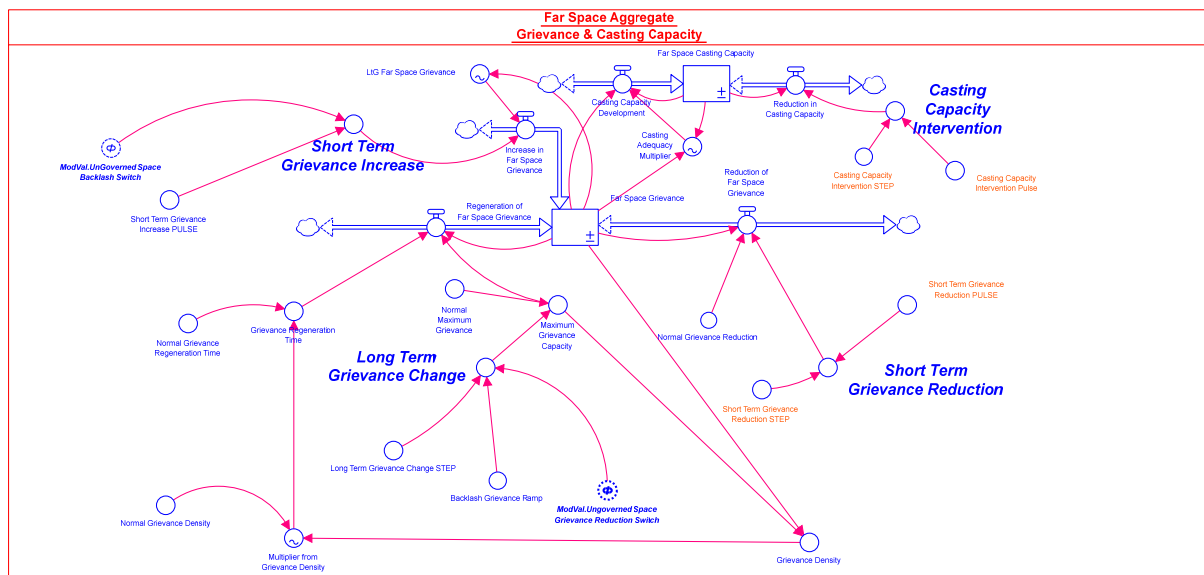 Far Space Aggregate
Grievance & Casting Capacity
LtG Far Space Grievance
Far Space Casting Capacity
Casting Capacity
Development
Reduction in
Casting Capacity
Casting
Capacity
Intervention
Short Term
Grievance Increase
ModVal.UnGoverned Space
Backlash Switch
Increase in
Far Space
Grievance
Casting
Adequacy
Multiplier
Casting Capacity
Intervention STEP
Casting Capacity
Intervention Pulse
Short Term Grievance
Increase PULSE
Regeneration of
Far Space Grievance
Far Space Grievance
Reduction of
Far Space
Grievance
Normal Grievance
Regeneration Time
Grievance Regeneration
Time
Normal
Maximum
Grievance
Maximum
Grievance
Capacity
Normal Grievance Reduction
Short Term Grievance
Reduction PULSE
Long Term
Grievance Change
Short Term
Grievance Reduction
Short Term Grievance
Reduction STEP
Long Term Grievance Change STEP
Backlash Grievance Ramp
ModVal.Ungoverned Space
Grievance Reduction Switch
Normal Grievance Density
Multiplier from
Grievance Density
Grievance Density